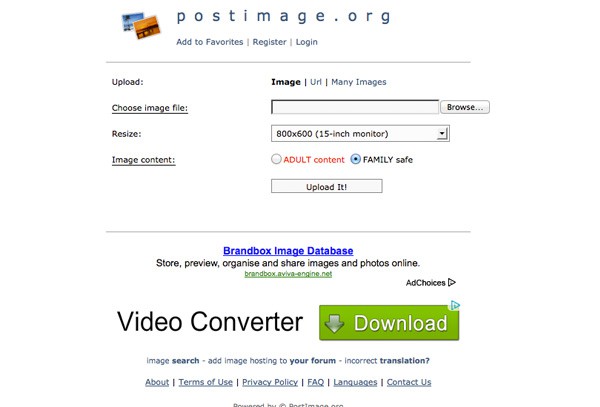 postimage.org
Add to Favorites | Register | Login
Upload: Image | Url | Many Images
Choose image file: Browse...
Resize: 800x600 (15-inch monitor)
Image content: ADULT content FAMILY safe
Upload It!
Brandbox Image Database
Store, preview, organise and share images and photos online.
brandbox.aviva-engine.net
AdChoices
Video Converter Download
image search - add image hosting to your forum - incorrect translation?
About | Terms of Use | Privacy Policy | FAQ | Languages | Contact Us
Powered by © PostImage.org